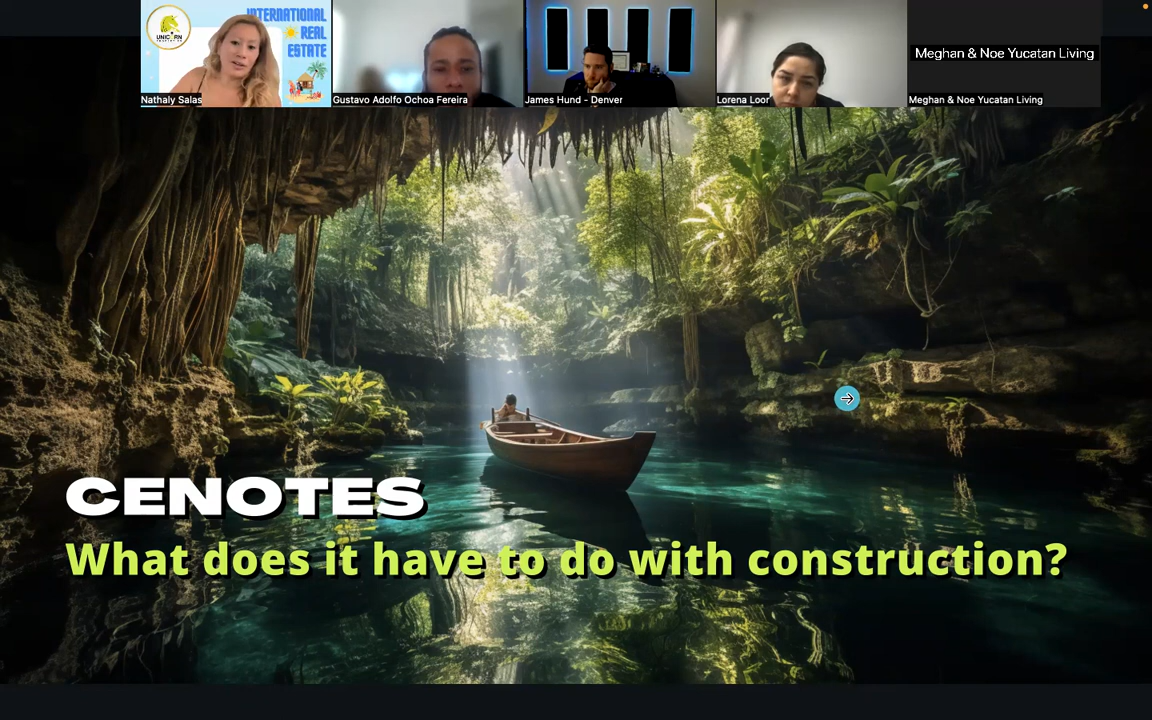 UNICORN
INTERNATIONAL
REAL
ESTATE
Nathaly Salas
Gustavo Adolfo Ochoa Fereira
James Hund - Denver
Lorena Loor
Meghan & Noe Yucatan Living
Meghan & Noe Yucatan Living
CENOTES
What does it have to do with construction?